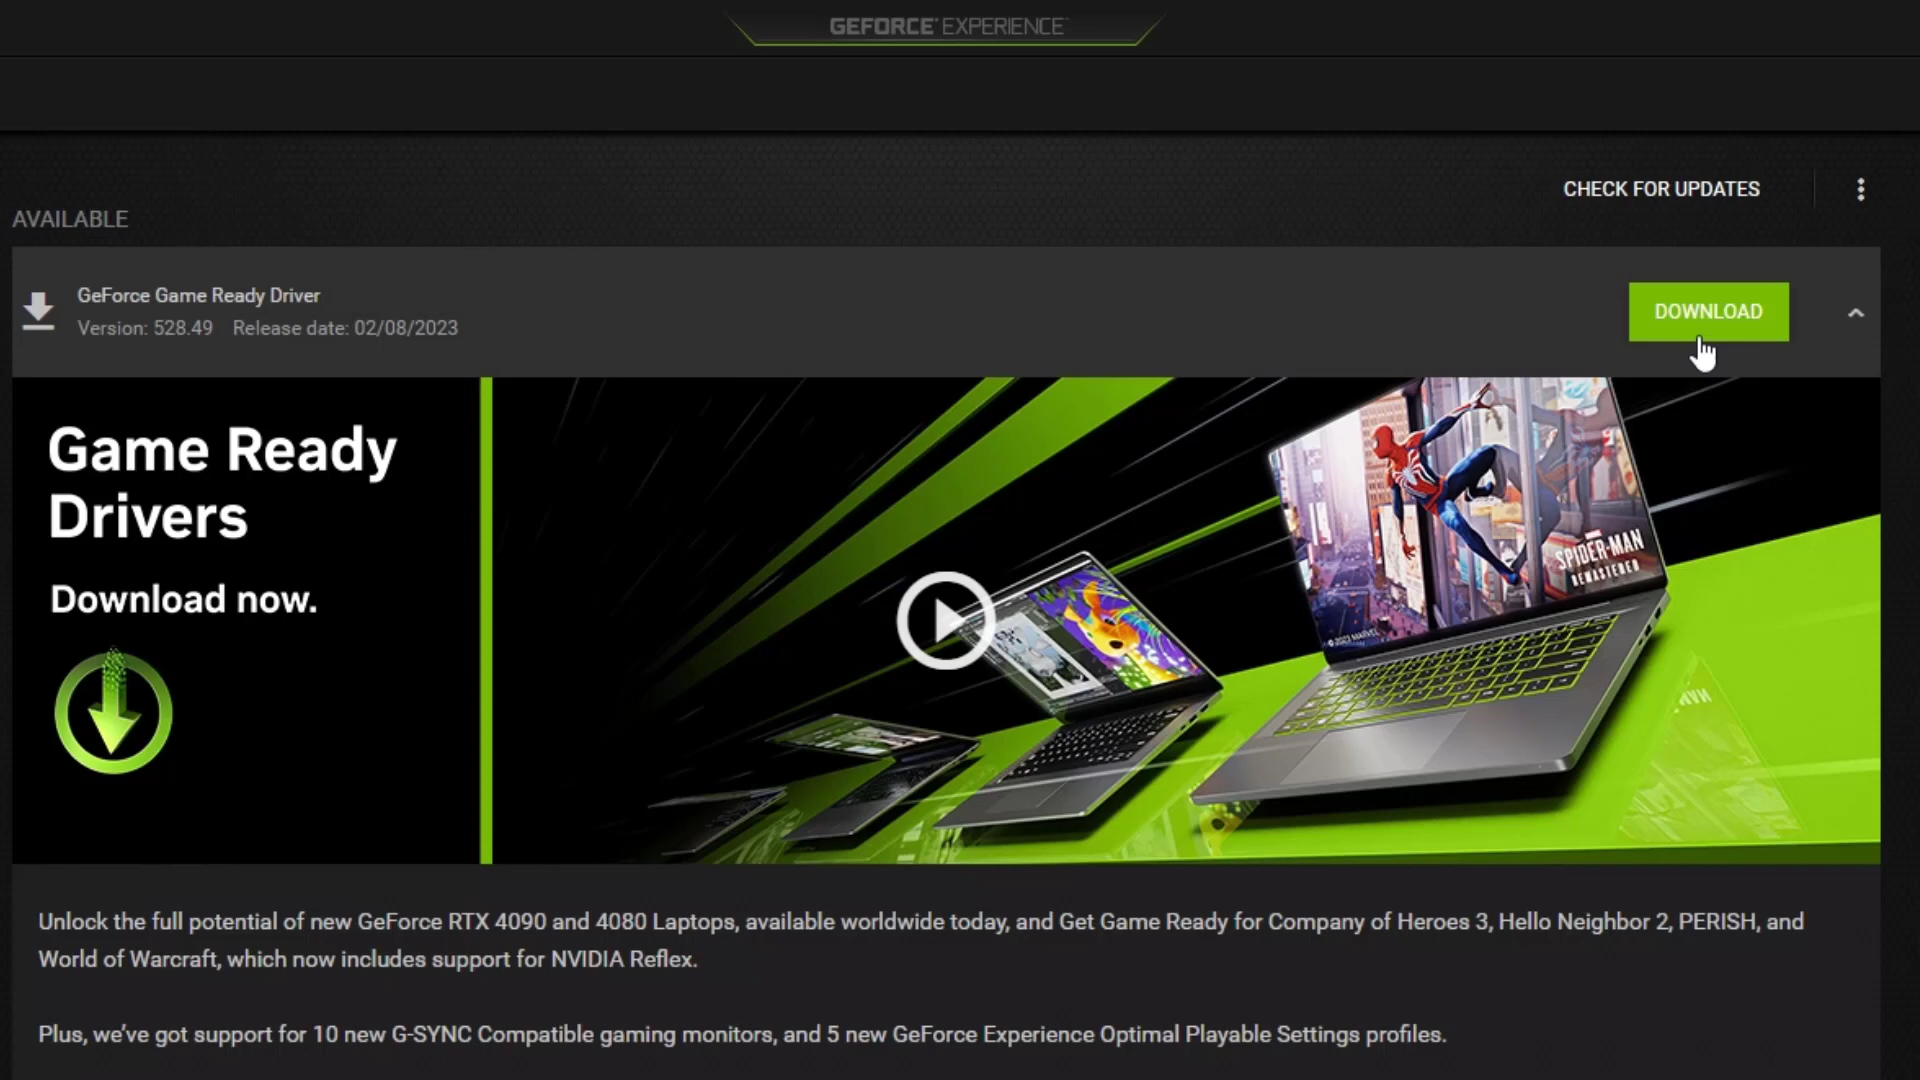 GEFORCE EXPERIENCE
CHECK FOR UPDATES
AVAILABLE
GeForce Game Ready Driver
Version: 528.49 Release date: 02/08/2023
DOWNLOAD
Game Ready
Drivers
Download now.
SPIDER-MAN
REMASTERED
Unlock the full potential of new GeForce RTX 4090 and 4080 Laptops, available worldwide today, and Get Game Ready for Company of Heroes 3, Hello Neighbor 2, PERISH, and
World of Warcraft, which now includes support for NVIDIA Reflex.
Plus, we've got support for 10 new G-SYNC Compatible gaming monitors, and 5 new GeForce Experience Optimal Playable Settings profiles.